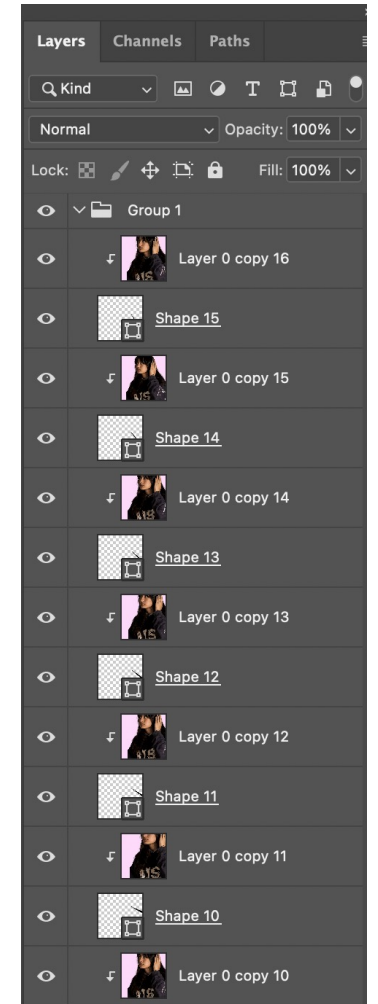 Layers Channels Paths
Kind T
Normal Opacity: 100%
Lock: Fill: 100%
Group 1
Layer 0 copy 16
Shape 15
Layer 0 copy 15
Shape 14
Layer 0 copy 14
Shape 13
Layer 0 copy 13
Shape 12
Layer 0 copy 12
Shape 11
Layer 0 copy 11
Shape 10
Layer 0 copy 10